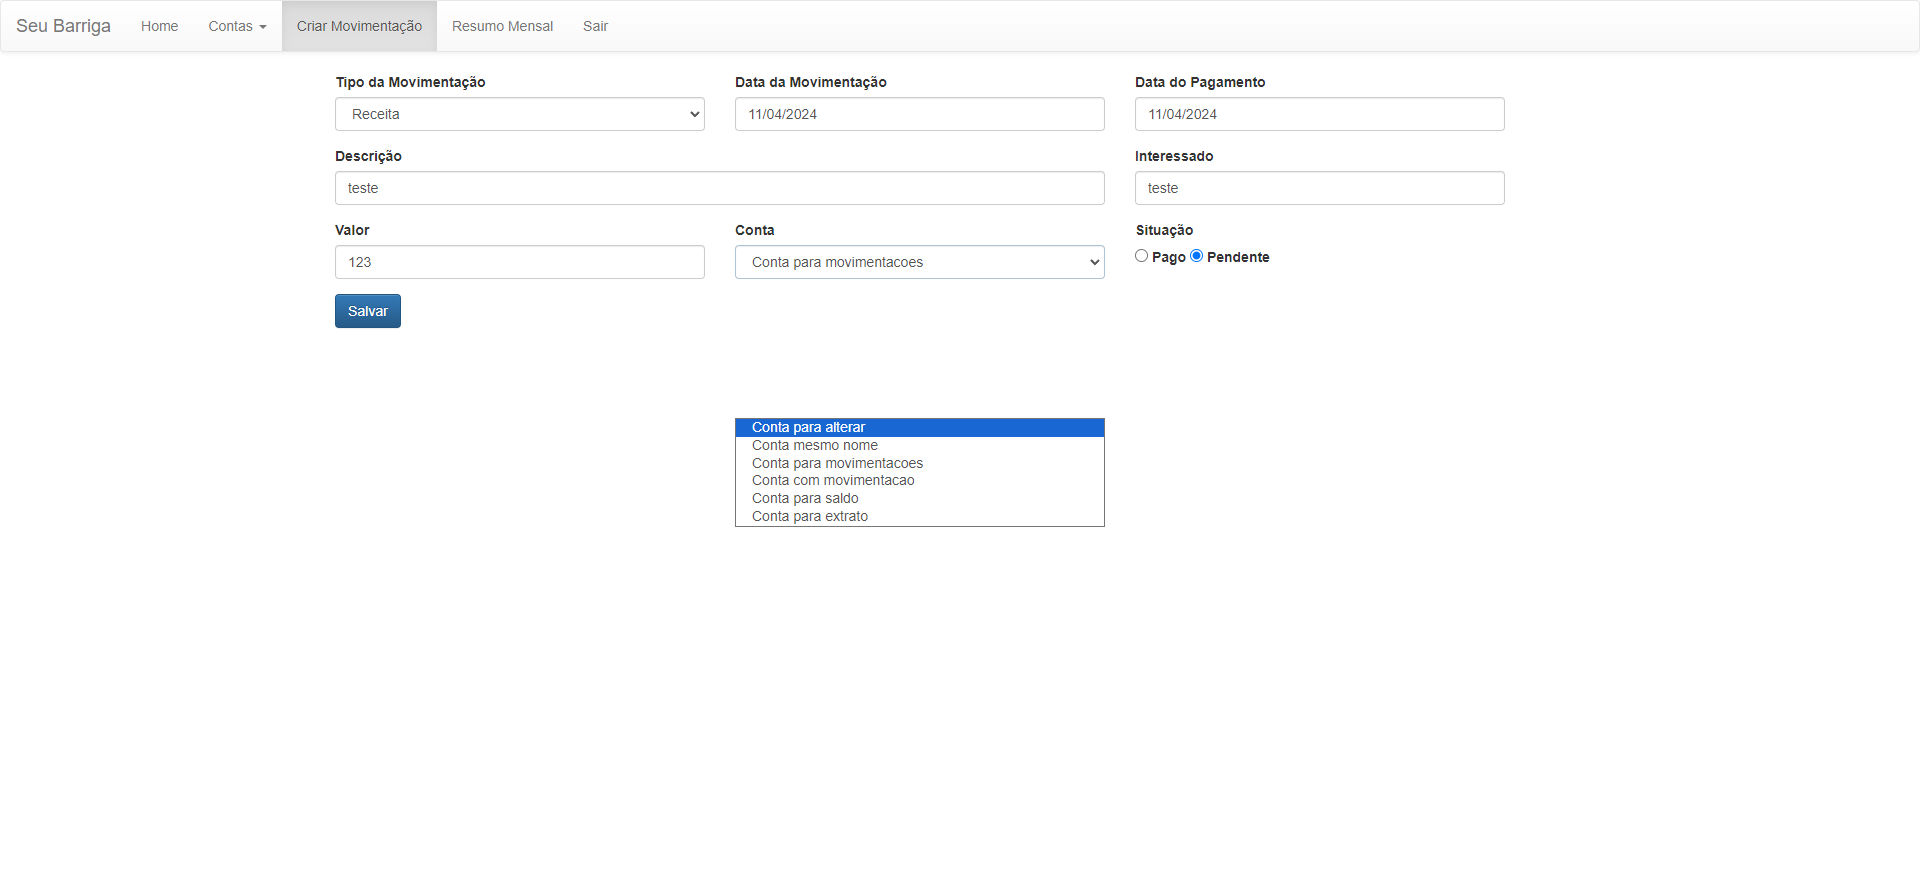 Seu Barriga Home Contas Criar Movimentação Resumo Mensal Sair
Tipo da Movimentação Data da Movimentação Data do Pagamento
Receita 11/04/2024 11/04/2024
Descrição Interessado
teste teste
Valor Conta Situação
123 Conta para movimentacoes Pago Pendente
Salvar
Conta para alterar
Conta mesmo nome
Conta para movimentacoes
Conta com movimentacao
Conta para saldo
Conta para extrato